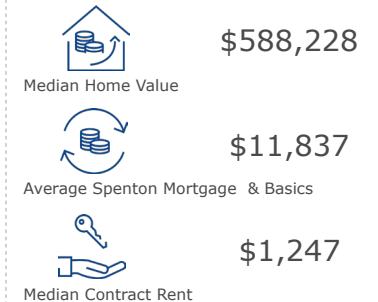 $588,228
Median Home Value
$11,837
Average Spenton Mortgage & Basics
$1,247
Median Contract Rent